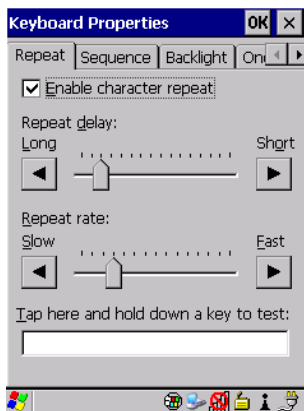 Keyboard Properties OK
Repeat Sequence Backlight
Enable character repeat
Repeat delay:
Long Short
Repeat rate:
Slow Fast
Tap here and hold down a key to test: